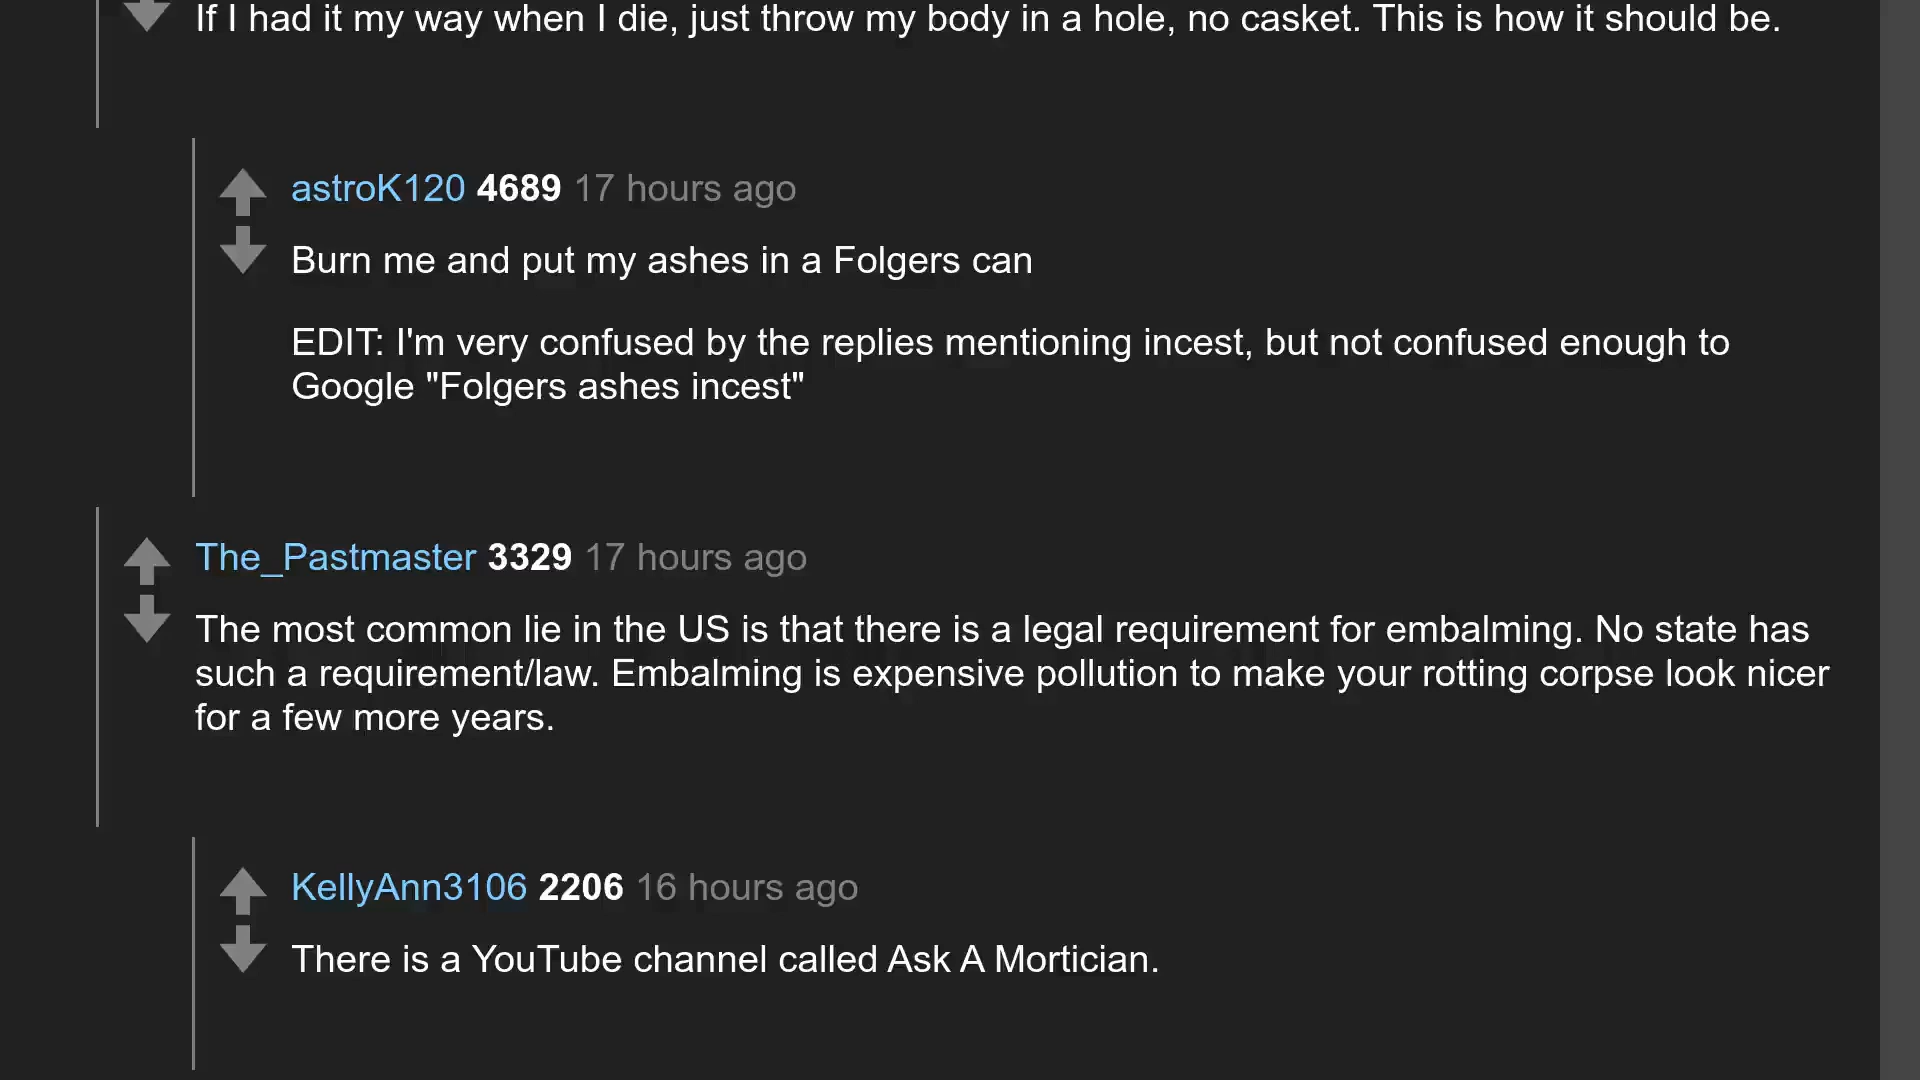 If I had it my way when I die, just throw my body in a hole, no casket. This is how it should be.
astroK120 4689 17 hours ago
Burn me and put my ashes in a Folgers can
EDIT: I'm very confused by the replies mentioning incest, but not confused enough to
Google "Folgers ashes incest"
The_Pastmaster 3329 17 hours ago
The most common lie in the US is that there is a legal requirement for embalming. No state has
such a requirement/law. Embalming is expensive pollution to make your rotting corpse look nicer
for a few more years.
KellyAnn3106 2206 16 hours ago
There is a YouTube channel called Ask A Mortician.